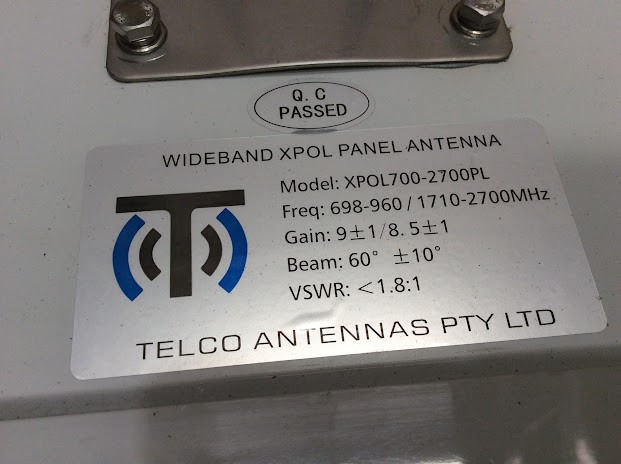 Q.C
PASSED
WIDEBAND XPOL PANEL ANTENNA
Model: XPOL700-2700PL
Freq: 698-960 / 1710-2700MHz
Gain: 9±1/8.5±1
Beam: 60° ±10°
VSWR: <1.8:1
TELCO ANTENNAS PTY LTD